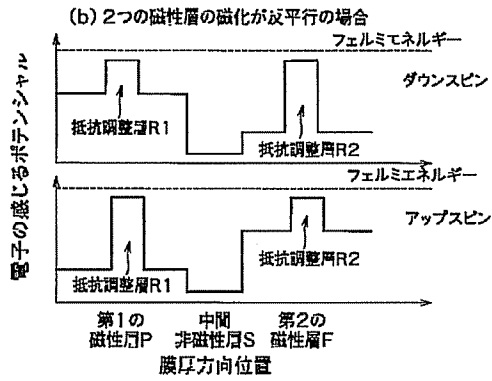 (b) 2つの磁性層の磁化が反平行の場合
フェルミエネルギー
ダウンスピン
抵抗調整層R1
抵抗調整層R2
フェルミエネルギー
アップスピン
抵抗調整層R1
抵抗調整層R2
電子の感じるポテンシャル
第1の
磁性層P
中間
非磁性層S
第2の
磁性層F
膜厚方向位置